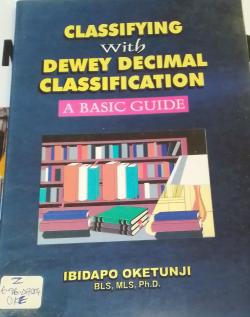 CLASSIFYING
With
DEWEY DECIMAL
CLASSIFICATION
A BASIC GUIDE
IBIDAPO OKETUNJI
BLS, MLS, Ph.D.
Z
OKE